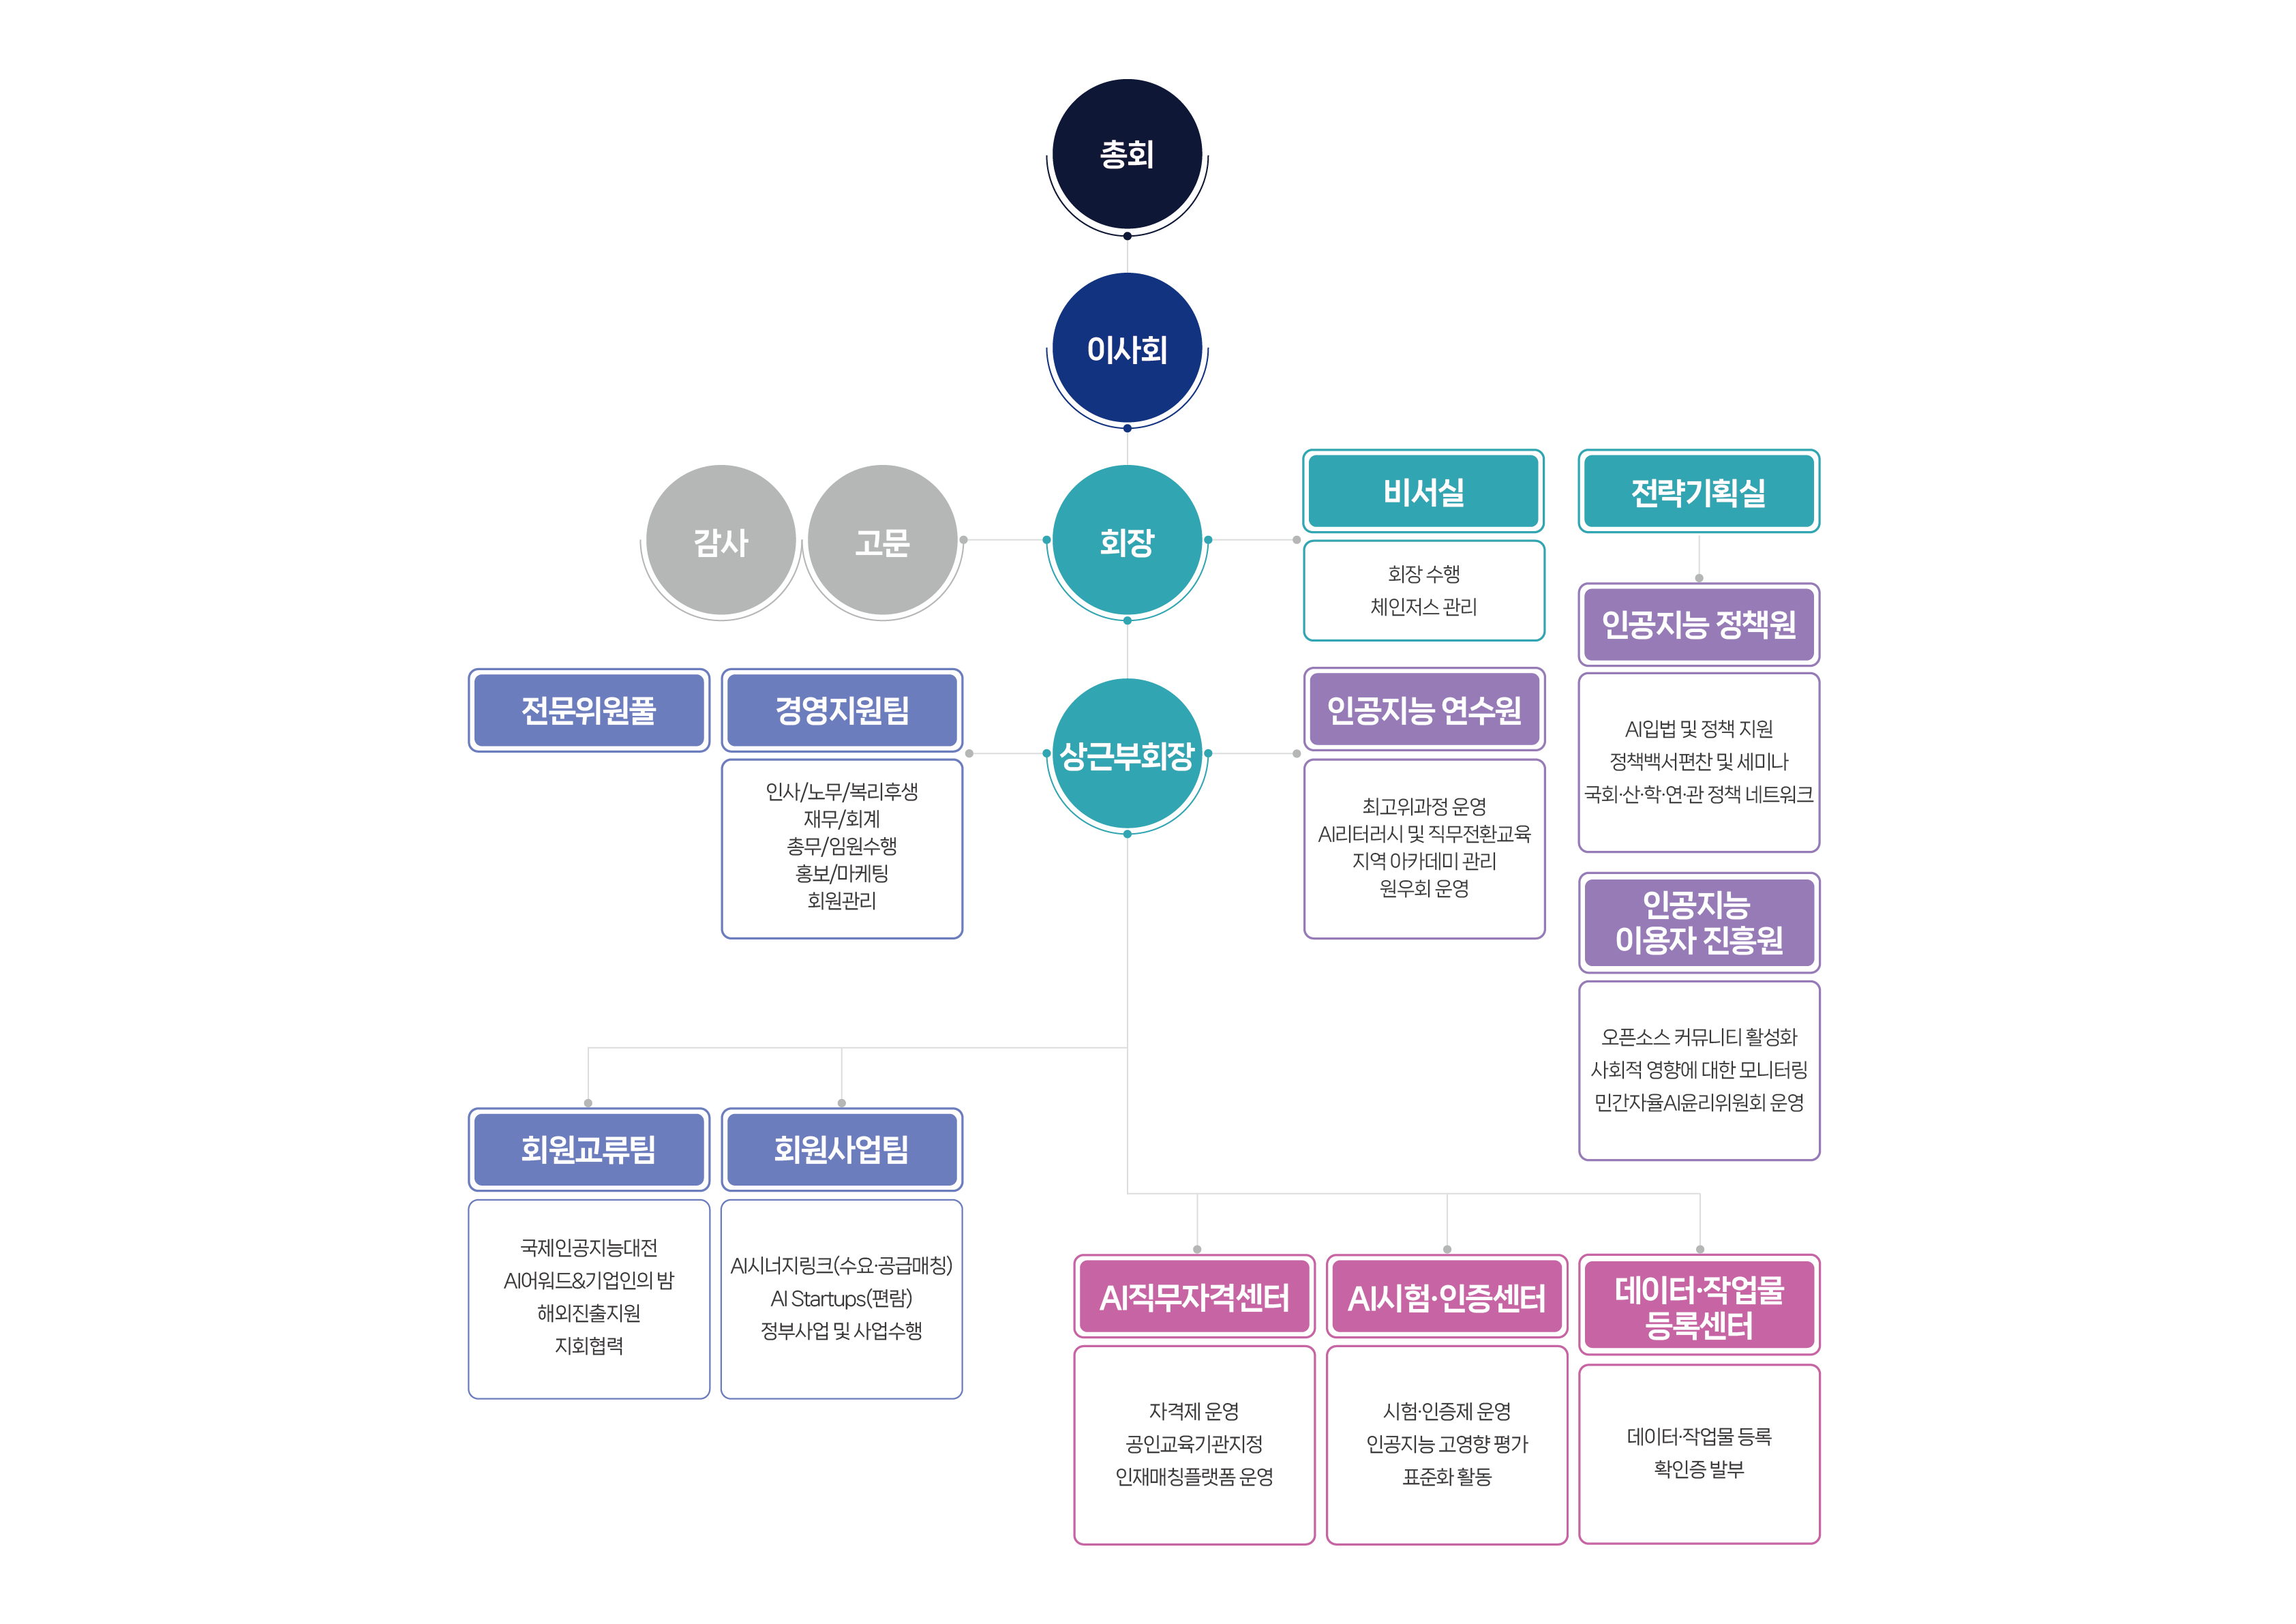 총회
이사회
감사
고문
회장
비서실
회장 수행
체인저스 관리
전략기획실
인공지능 정책원
AI입법 및 정책 지원
정책백서편찬 및 세미나
국회·산·학·연·관 정책 네트워크
전문위원풀
경영지원팀
인사/노무/복리후생
재무/회계
총무/임원수행
홍보/마케팅
회원관리
상근부회장
인공지능 연수원
최고위과정 운영
AI리터러시 및 직무전환교육
지역 아카데미 관리
원우회 운영
인공지능
이용자 진흥원
오픈소스 커뮤니티 활성화
사회적 영향에 대한 모니터링
민간자율AI윤리위원회 운영
회원교류팀
국제인공지능대전
AI어워드&기업인의 밤
해외진출지원
지회협력
회원사업팀
AI시너지링크(수요·공급매칭)
AI Startups(편람)
정부사업 및 사업수행
AI직무자격센터
자격제 운영
공인교육기관지정
인재매칭플랫폼 운영
AI시험·인증센터
시험·인증제 운영
인공지능 고영향 평가
표준화 활동
데이터·작업물
등록센터
데이터·작업물 등록
확인증 발부